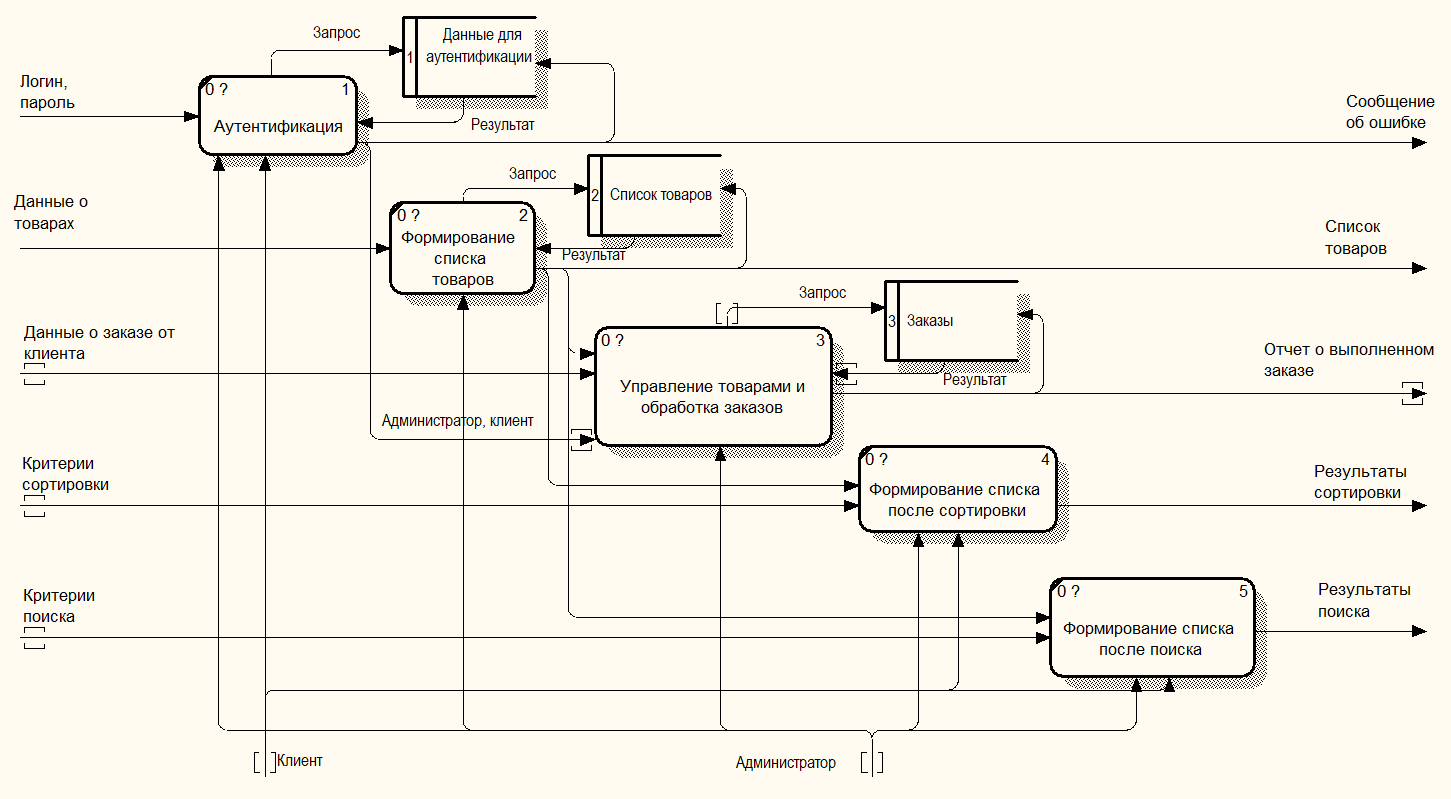 Запрос
Данные для
аутентификации
1
Логин,
пароль
0 ?
1
Аутентификация
Результат
Сообщение
об ошибке
Запрос
2
Список товаров
Данные о
товарах
0 ?
2
Формирование
списка
товаров
Результат
Список
товаров
Запрос
3
Заказы
Данные о заказе от
клиента
0 ?
3
Управление товарами и
обработка заказов
Результат
Отчет о выполненном
заказе
Администратор, клиент
Критерии
сортировки
0 ?
4
Формирование списка
после сортировки
Результаты
сортировки
Критерии
поиска
0 ?
5
Формирование списка
после поиска
Результаты
поиска
Клиент
Администратор